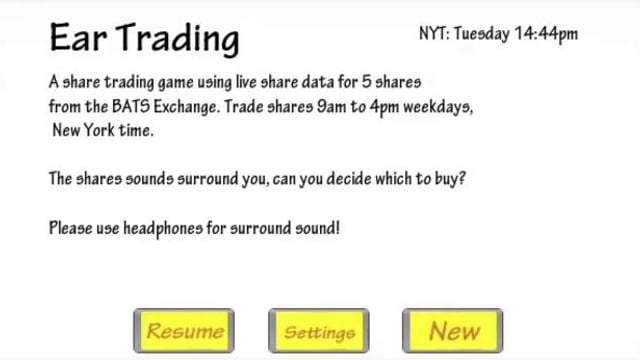 Ear Trading
NYT: Tuesday 14:44pm
A share trading game using live share data for 5 shares
from the BATS Exchange. Trade shares 9am to 4pm weekdays,
New York time.
The shares sounds surround you, can you decide which to buy?
Please use headphones for surround sound!
Resume
Settings
New